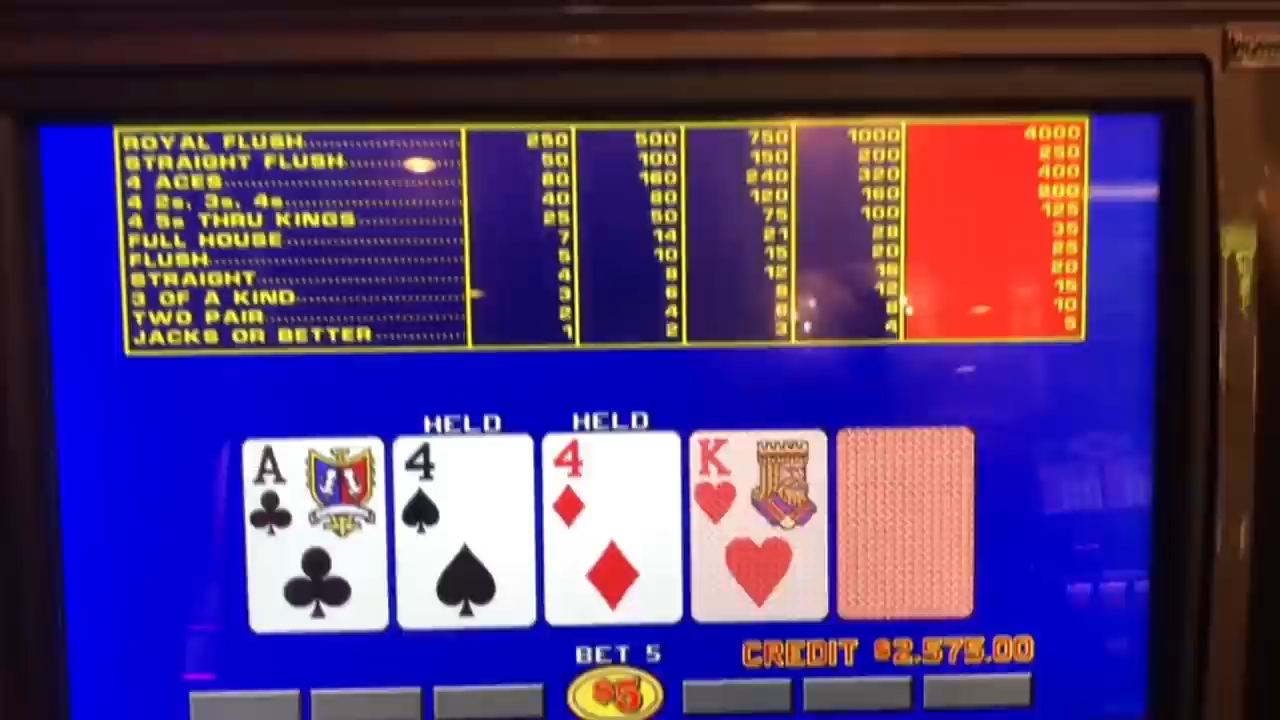 ROYAL FLUSH 250 500 750 1000 4000
STRAIGHT FLUSH 50 100 150 200 250
4 ACES 80 160 240 320 400
4 2s, 3s, 4s 40 80 120 160 200
4 5s THRU KINGS 25 50 75 100 125
FULL HOUSE 7 14 21 28 35
FLUSH 5 10 15 20 25
STRAIGHT 4 8 12 16 20
3 OF A KIND 3 6 9 12 15
TWO PAIR 2 4 6 8 10
JACKS OR BETTER 1 2 3 4 5
HELD HELD
A 4 4 K
BET 5 CREDIT $2,575.00
$5